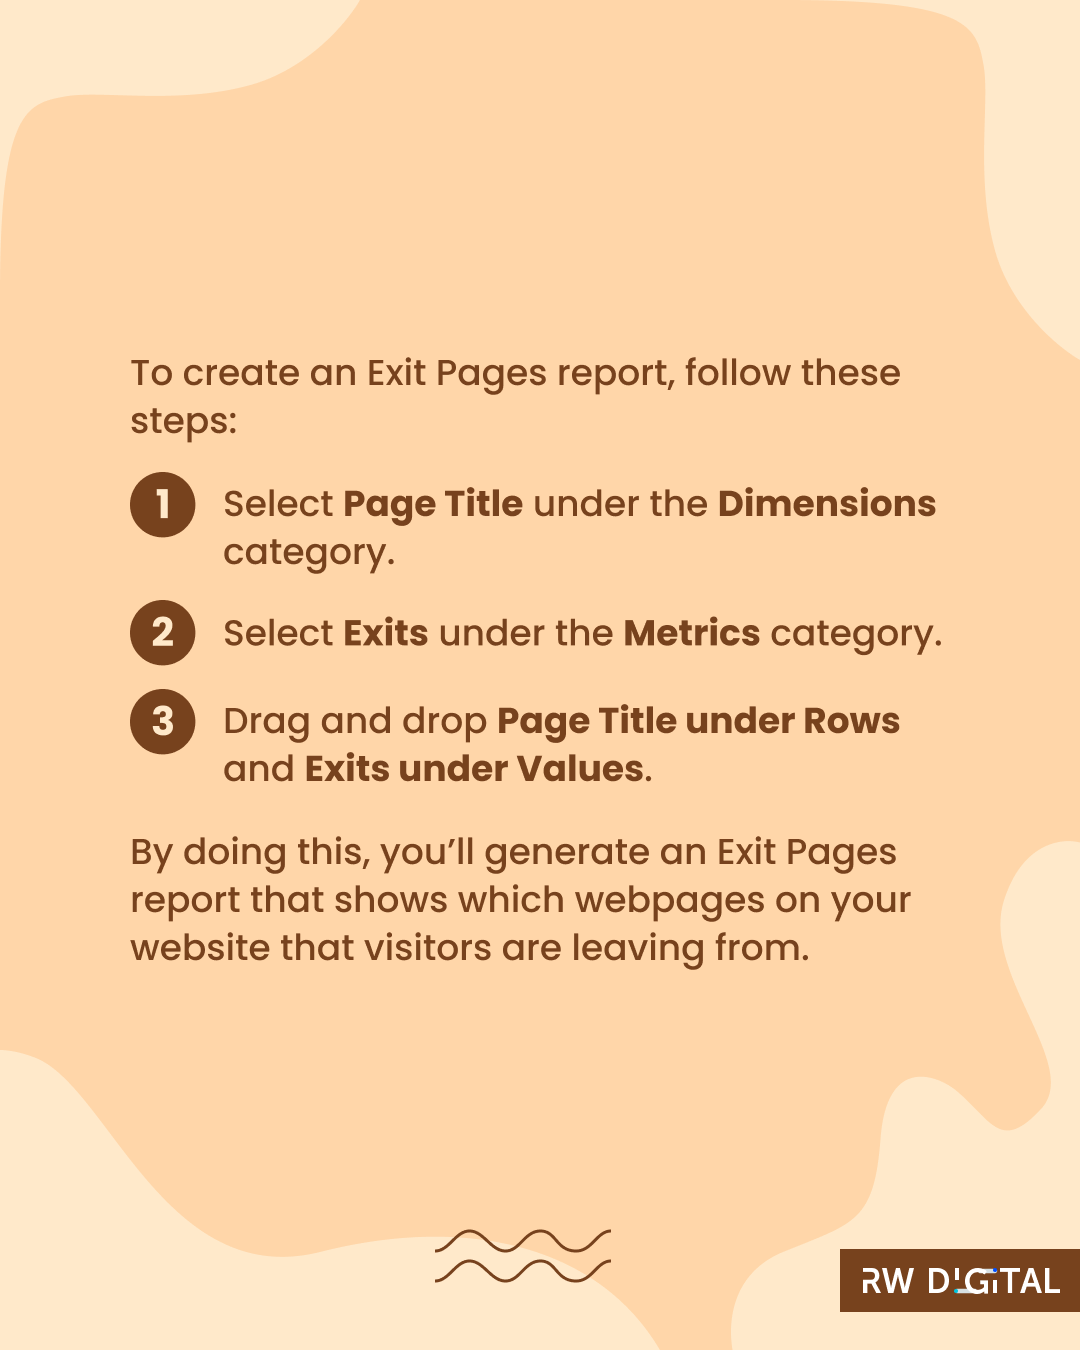 To create an Exit Pages report, follow these
steps:
1 Select Page Title under the Dimensions
category.
2 Select Exits under the Metrics category.
3 Drag and drop Page Title under Rows
and Exits under Values.
By doing this, you’ll generate an Exit Pages
report that shows which webpages on your
website that visitors are leaving from.
RW DIGITAL